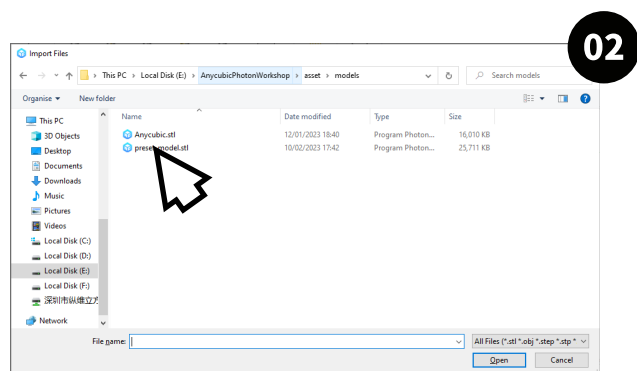 02
Import Files
This PC › Local Disk (E:) › AnycubicPhotonWorkshop › asset › models
Search models
Organise New folder
Name Date modified Type Size
This PC
3D Objects
Desktop
Documents
Downloads
Music
Pictures
Videos
Local Disk (C:)
Local Disk (D:)
Local Disk (E:)
Local Disk (F:)
深圳市纵维立方
Network
Anycubic.stl 12/01/2023 18:40 Program Photon... 16,010 KB
preset model.stl 10/02/2023 17:42 Program Photon... 25,711 KB
File name:
All Files (*.stl *.obj *.step *.stp *
Open Cancel